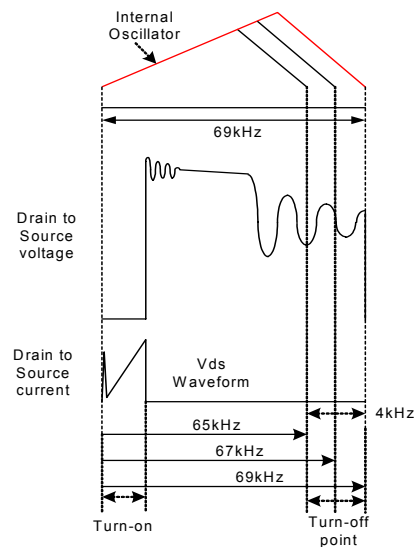 Internal
Oscillator
69kHz
Drain to
Source
voltage
Drain to
Source
current
Vds
Waveform
4kHz
65kHz
67kHz
69kHz
Turn-on
Turn-off
point